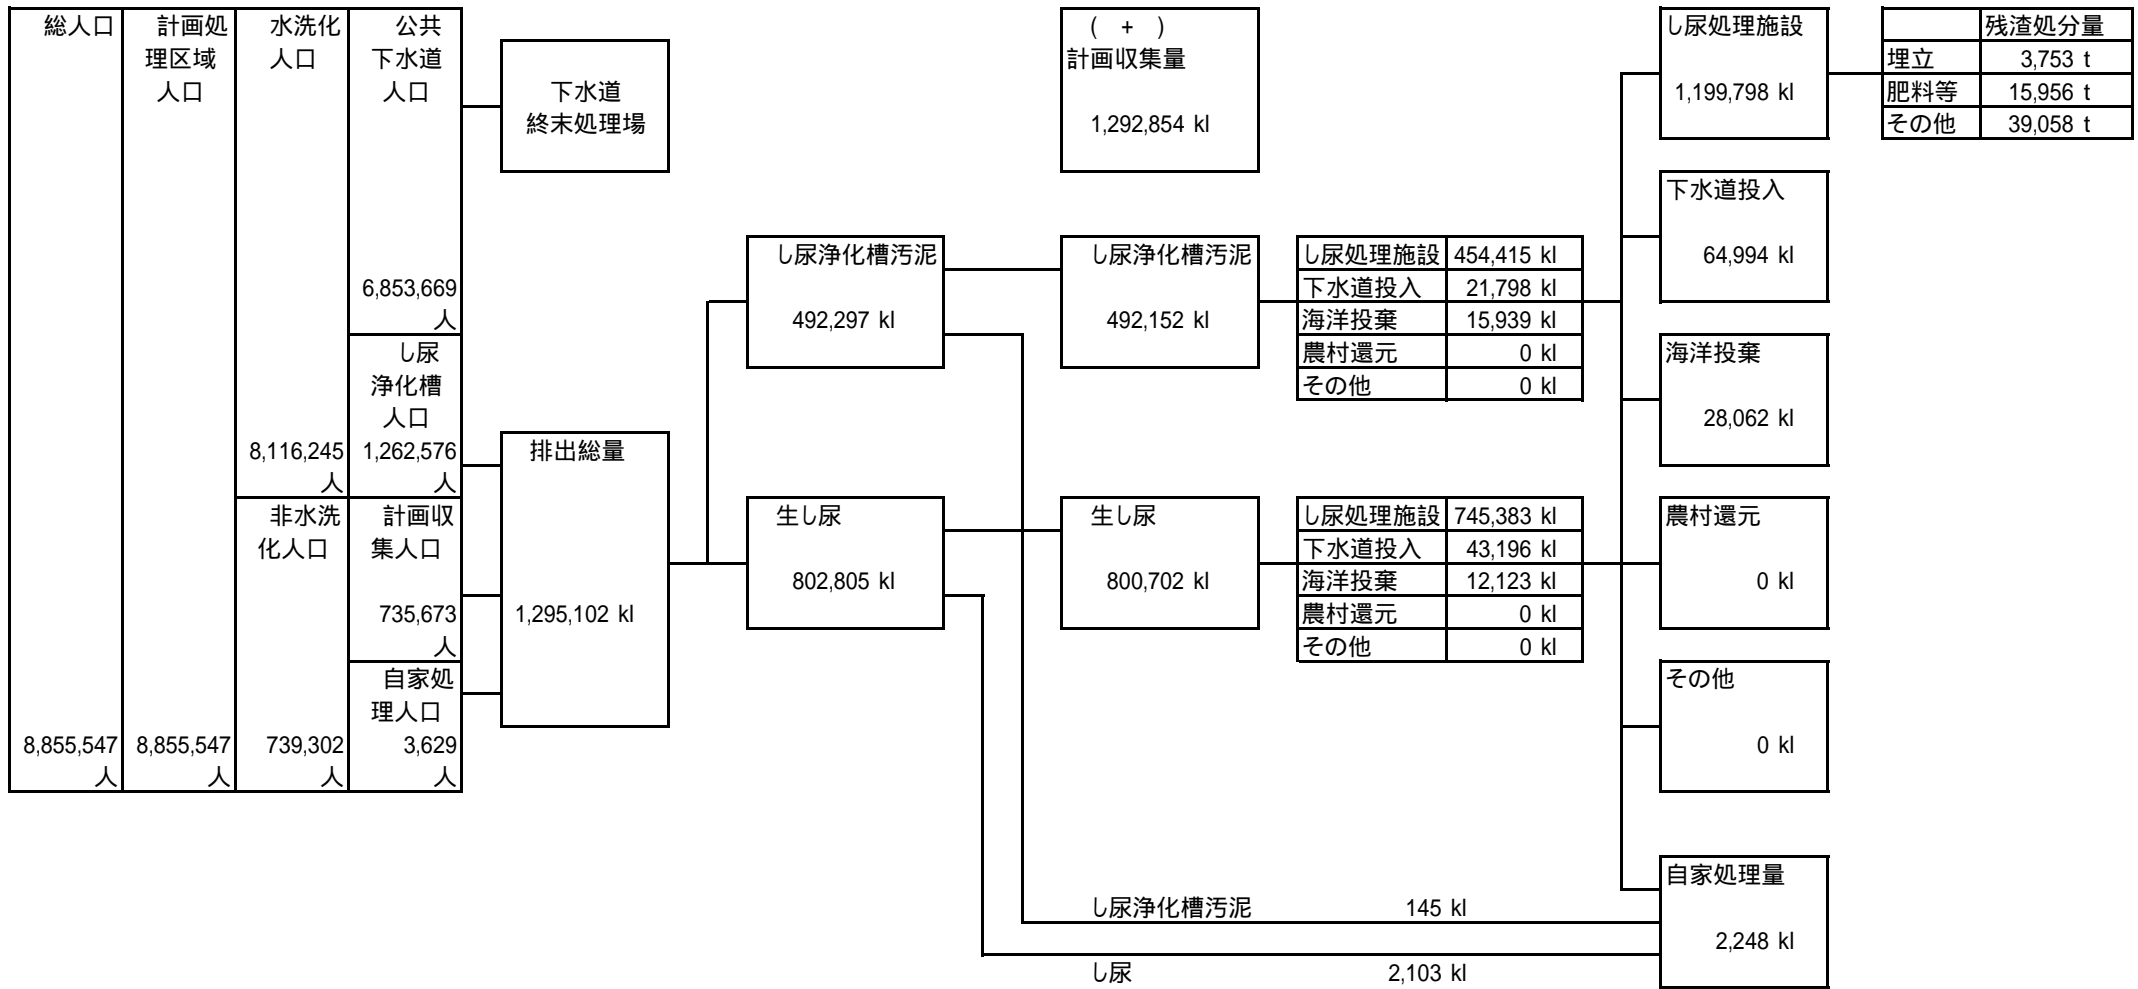 総人口
計画処
理区域
人口
水洗化
人口
公共
下水道
人口
6,853,669
人
し尿
浄化槽
人口
8,116,245
人
1,262,576
人
非水洗
化人口
計画収
集人口
735,673
人
自家処
理人口
8,855,547
人
8,855,547
人
739,302
人
3,629
人
下水道
終末処理場
排出総量
1,295,102 kl
し尿浄化槽汚泥
492,297 kl
生し尿
802,805 kl
( + )
計画収集量
1,292,854 kl
し尿浄化槽汚泥
492,152 kl
生し尿
800,702 kl
し尿処理施設 454,415 kl
下水道投入 21,798 kl
海洋投棄 15,939 kl
農村還元 0 kl
その他 0 kl
し尿処理施設 745,383 kl
下水道投入 43,196 kl
海洋投棄 12,123 kl
農村還元 0 kl
その他 0 kl
し尿処理施設
1,199,798 kl
下水道投入
64,994 kl
海洋投棄
28,062 kl
農村還元
0 kl
その他
0 kl
自家処理量
2,248 kl
し尿浄化槽汚泥 145 kl
し尿 2,103 kl
残渣処分量
埋立 3,753 t
肥料等 15,956 t
その他 39,058 t